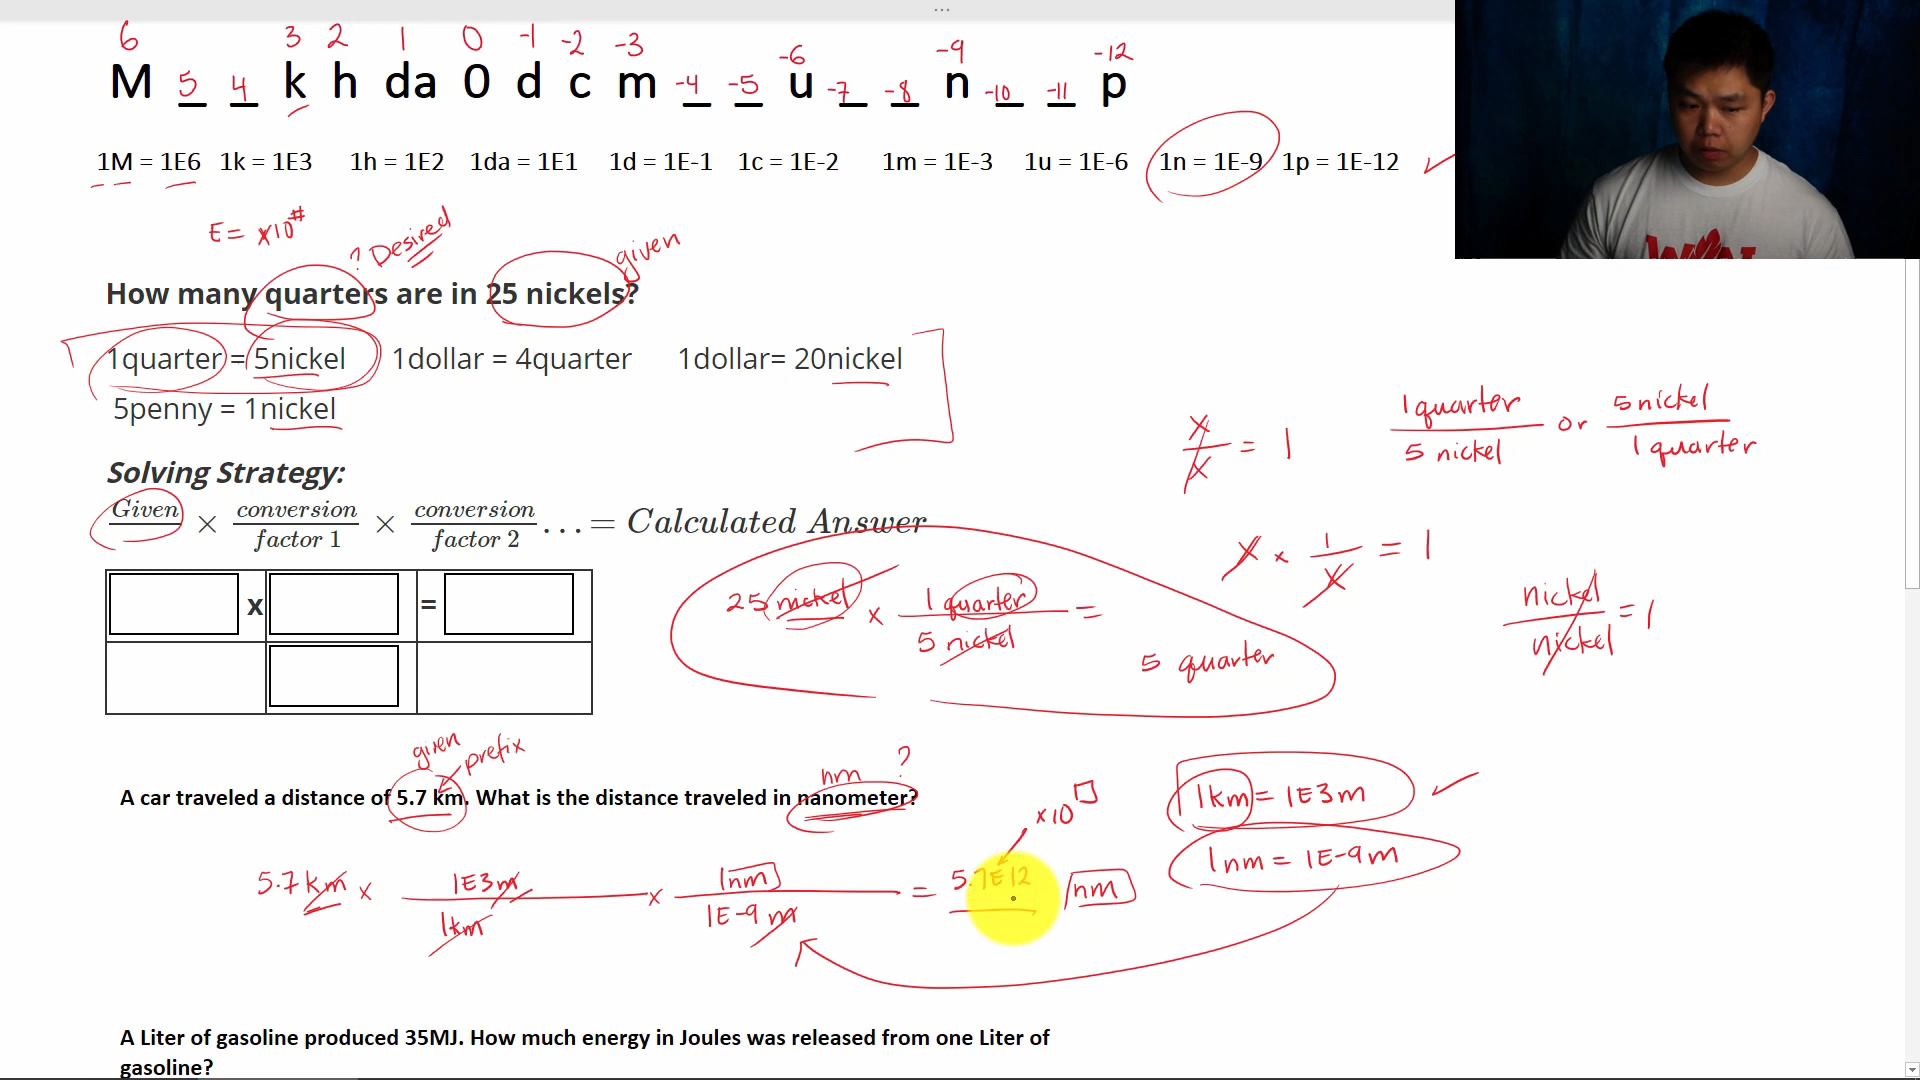 6 3 2 1 0 -1 -2 -3 -6 -9 -12
M 5 4 k h da 0 d c m -4 -5 u -7 -8 n -10 -11 p
1M = 1E6 1k = 1E3 1h = 1E2 1da = 1E1 1d = 1E-1 1c = 1E-2 1m = 1E-3 1u = 1E-6 1n = 1E-9 1p = 1E-12
E = x10#
? Desired given
How many quarters are in 25 nickels?
1quarter = 5nickel 1dollar = 4quarter 1dollar= 20nickel
5penny = 1nickel
x/x = 1
1 quarter/5 nickel or 5 nickel/1 quarter
Solving Strategy:
Given × conversion factor 1 × conversion factor 2 ...= Calculated Answer
x × 1/x = 1
x =
25 nickel x 1 quarter/5 nickel =
5 quarter
nickel/nickel = 1
given prefix nm ?
A car traveled a distance of 5.7 km. What is the distance traveled in nanometer?
x10□
1km = 1E3m
1nm = 1E-9m
5.7 km x 1E3m/1km x 1nm/1E-9 m = 5.7E12 nm
A Liter of gasoline produced 35MJ. How much energy in Joules was released from one Liter of
gasoline?